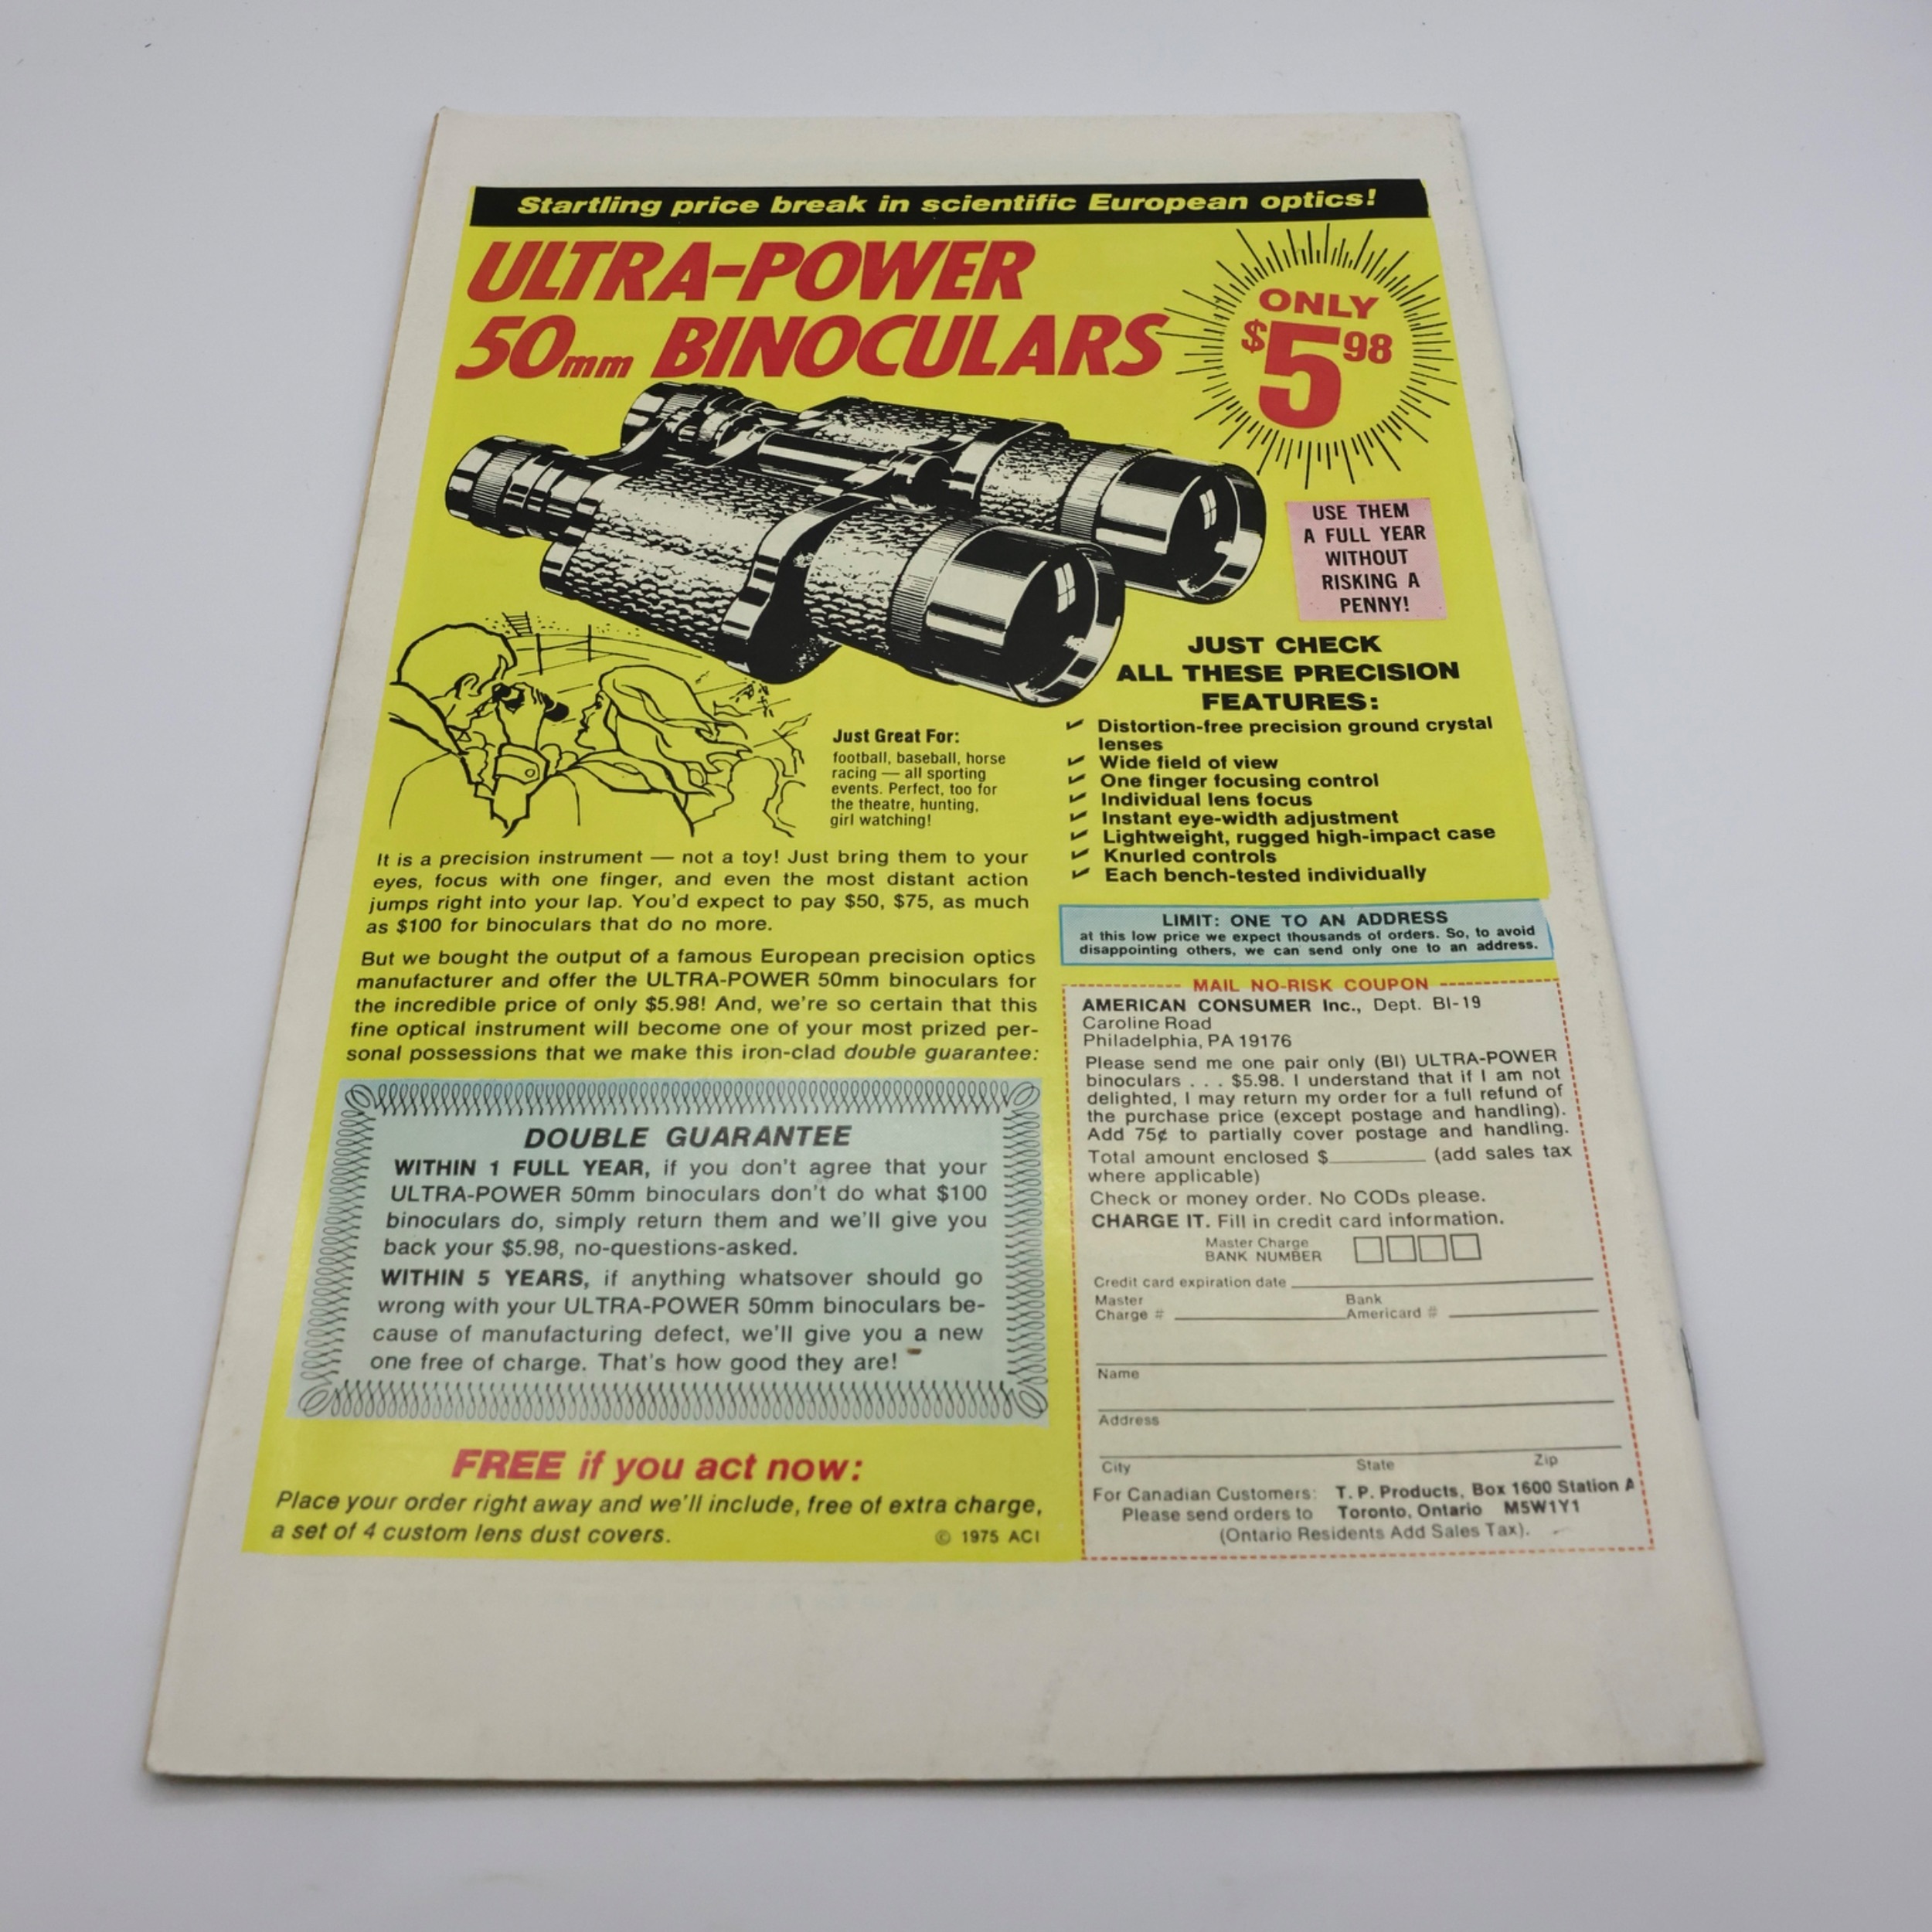 Startling price break in scientific European optics!
ULTRA-POWER
50mm BINOCULARS
ONLY
$5 98
USE THEM
A FULL YEAR
WITHOUT
RISKING A
PENNY!
JUST CHECK
ALL THESE PRECISION
FEATURES:
Distortion-free precision ground crystal
lenses
Wide field of view
One finger focusing control
Individual lens focus
Instant eye-width adjustment
Lightweight, rugged high-impact case
Knurled controls
Each bench-tested individually
Just Great For:
football, baseball, horse
racing — all sporting
events. Perfect, too for
the theatre, hunting,
girl watching!
It is a precision instrument — not a toy! Just bring them to your
eyes, focus with one finger, and even the most distant action
jumps right into your lap. You'd expect to pay $50, $75, as much
as $100 for binoculars that do no more.
But we bought the output of a famous European precision optics
manufacturer and offer the ULTRA-POWER 50mm binoculars for
the incredible price of only $5.98! And, we're so certain that this
fine optical instrument will become one of your most prized per-
sonal possessions that we make this iron-clad double guarantee:
DOUBLE GUARANTEE
WITHIN 1 FULL YEAR, if you don't agree that your
ULTRA-POWER 50mm binoculars don't do what $100
binoculars do, simply return them and we'll give you
back your $5.98, no-questions-asked.
WITHIN 5 YEARS, if anything whatsover should go
wrong with your ULTRA-POWER 50mm binoculars be-
cause of manufacturing defect, we'll give you a new
one free of charge. That's how good they are!
FREE if you act now:
Place your order right away and we'll include, free of extra charge,
a set of 4 custom lens dust covers.
© 1975 ACI
LIMIT: ONE TO AN ADDRESS
at this low price we expect thousands of orders. So, to avoid
disappointing others, we can send only one to an address.
MAIL NO-RISK COUPON
AMERICAN CONSUMER Inc., Dept. BI-19
Caroline Road
Philadelphia, PA 19176
Please send me one pair only (BI) ULTRA-POWER
binoculars . . . $5.98. I understand that if I am not
delighted, I may return my order for a full refund of
the purchase price (except postage and handling).
Add 75¢ to partially cover postage and handling.
Total amount enclosed $________ (add sales tax
where applicable)
Check or money order. No CODs please.
CHARGE IT. Fill in credit card information.
Master Charge
BANK NUMBER
Credit card expiration date
Master Bank
Charge # Americard #
Name
Address
City State Zip
For Canadian Customers: T. P. Products, Box 1600 Station A
Please send orders to Toronto, Ontario M5W1Y1
(Ontario Residents Add Sales Tax).